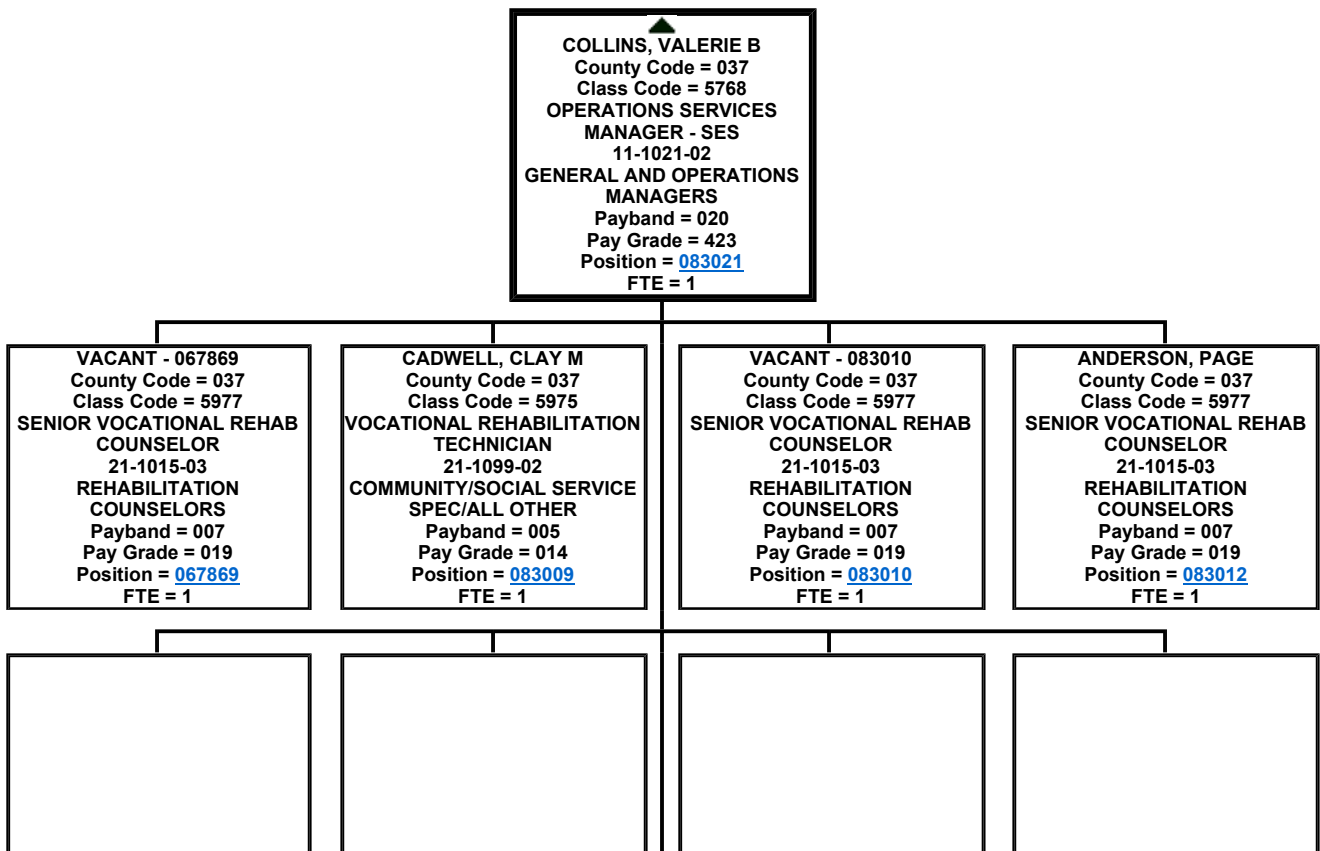 COLLINS, VALERIE B
County Code = 037
Class Code = 5768
OPERATIONS SERVICES
MANAGER - SES
11-1021-02
GENERAL AND OPERATIONS
MANAGERS
Payband = 020
Pay Grade = 423
Position = 083021
FTE = 1
VACANT - 067869
County Code = 037
Class Code = 5977
SENIOR VOCATIONAL REHAB
COUNSELOR
21-1015-03
REHABILITATION
COUNSELORS
Payband = 007
Pay Grade = 019
Position = 067869
FTE = 1
CADWELL, CLAY M
County Code = 037
Class Code = 5975
VOCATIONAL REHABILITATION
TECHNICIAN
21-1099-02
COMMUNITY/SOCIAL SERVICE
SPEC/ALL OTHER
Payband = 005
Pay Grade = 014
Position = 083009
FTE = 1
VACANT - 083010
County Code = 037
Class Code = 5977
SENIOR VOCATIONAL REHAB
COUNSELOR
21-1015-03
REHABILITATION
COUNSELORS
Payband = 007
Pay Grade = 019
Position = 083010
FTE = 1
ANDERSON, PAGE
County Code = 037
Class Code = 5977
SENIOR VOCATIONAL REHAB
COUNSELOR
21-1015-03
REHABILITATION
COUNSELORS
Payband = 007
Pay Grade = 019
Position = 083012
FTE = 1